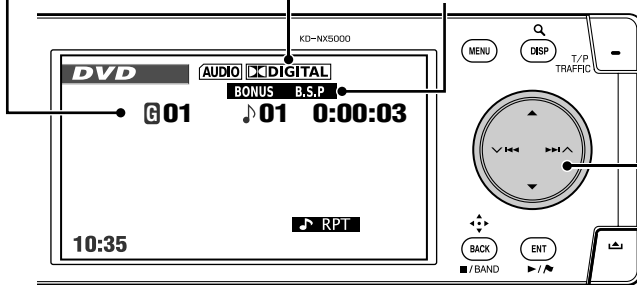 KD-NX5000
DVD AUDIO DIGITAL
BONUS B.S.P
G01 ♪01 0:00:03
♪ RPT
10:35
MENU DISP
T/P
TRAFFIC
BACK ENT
■/BAND ►/⚑